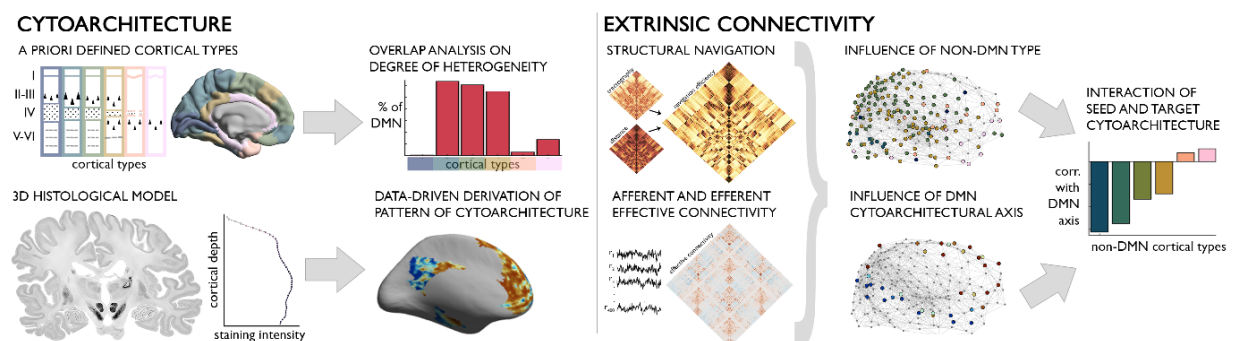 CYTOARCHITECTURE
A PRIORI DEFINED CORTICAL TYPES
I
II-III
IV
V-VI
cortical types
OVERLAP ANALYSIS ON
DEGREE OF HETEROGENEITY
% of
DMN
cortical types
3D HISTOLOGICAL MODEL
cortical depth
staining intensity
DATA-DRIVEN DERIVATION OF
PATTERN OF CYTOARCHITECTURE
EXTRINSIC CONNECTIVITY
STRUCTURAL NAVIGATION
tractography
distance
navigation efficiency
AFFERENT AND EFFERENT
EFFECTIVE CONNECTIVITY
effective connectivity
INFLUENCE OF NON-DMN TYPE
INFLUENCE OF DMN
CYTOARCHITECTURAL AXIS
INTERACTION OF
SEED AND TARGET
CYTOARCHITECTURE
corr.
with
DMN
axis
non-DMN cortical types